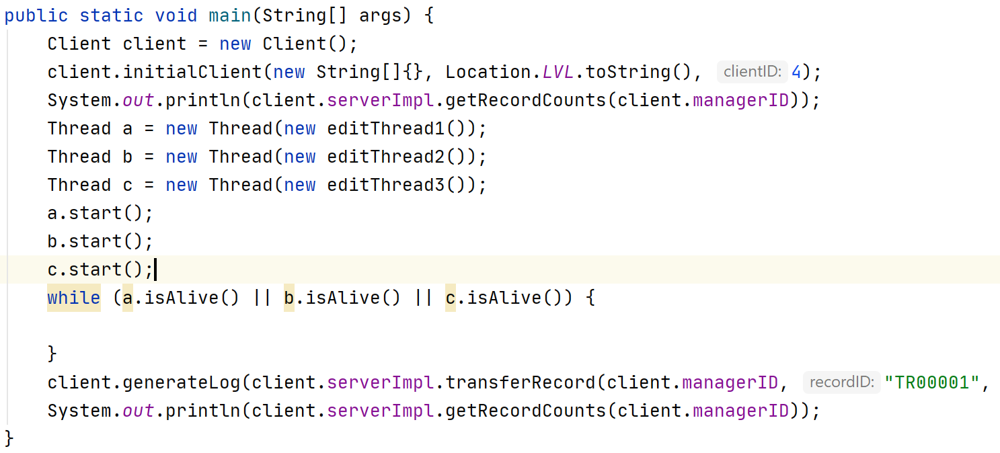 public static void main(String[] args) {
    Client client = new Client();
    client.initialClient(new String[]{}, Location.LVL.toString(), clientID: 4);
    System.out.println(client.serverImpl.getRecordCounts(client.managerID));
    Thread a = new Thread(new editThread1());
    Thread b = new Thread(new editThread2());
    Thread c = new Thread(new editThread3());
    a.start();
    b.start();
    c.start();
    while (a.isAlive() || b.isAlive() || c.isAlive()) {
    }
    client.generateLog(client.serverImpl.transferRecord(client.managerID, recordID: "TR00001",
    System.out.println(client.serverImpl.getRecordCounts(client.managerID));
}